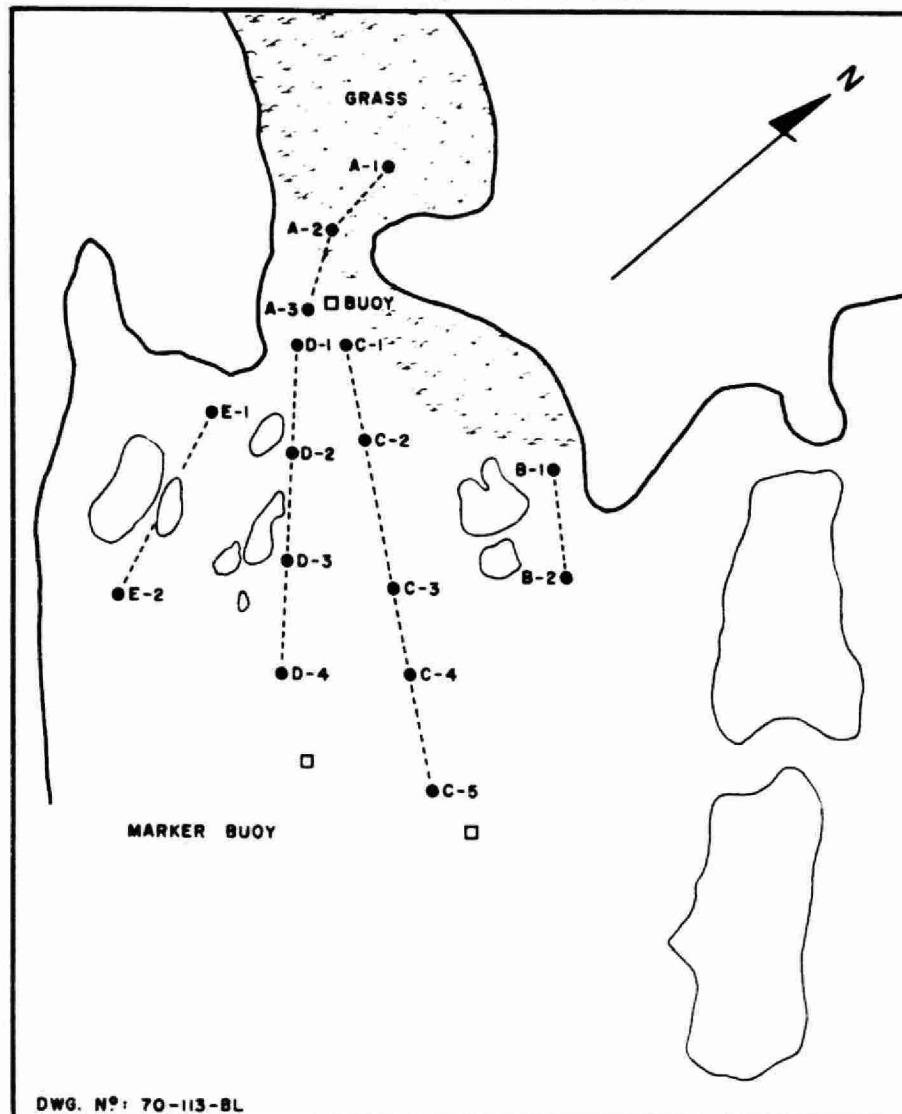 GRASS
N
A-1
A-2
A-3
BUOY
D-1
C-1
E-1
C-2
D-2
B-1
D-3
B-2
C-3
E-2
D-4
C-4
C-5
MARKER BUOY
DWG. Nº: 70-113-BL